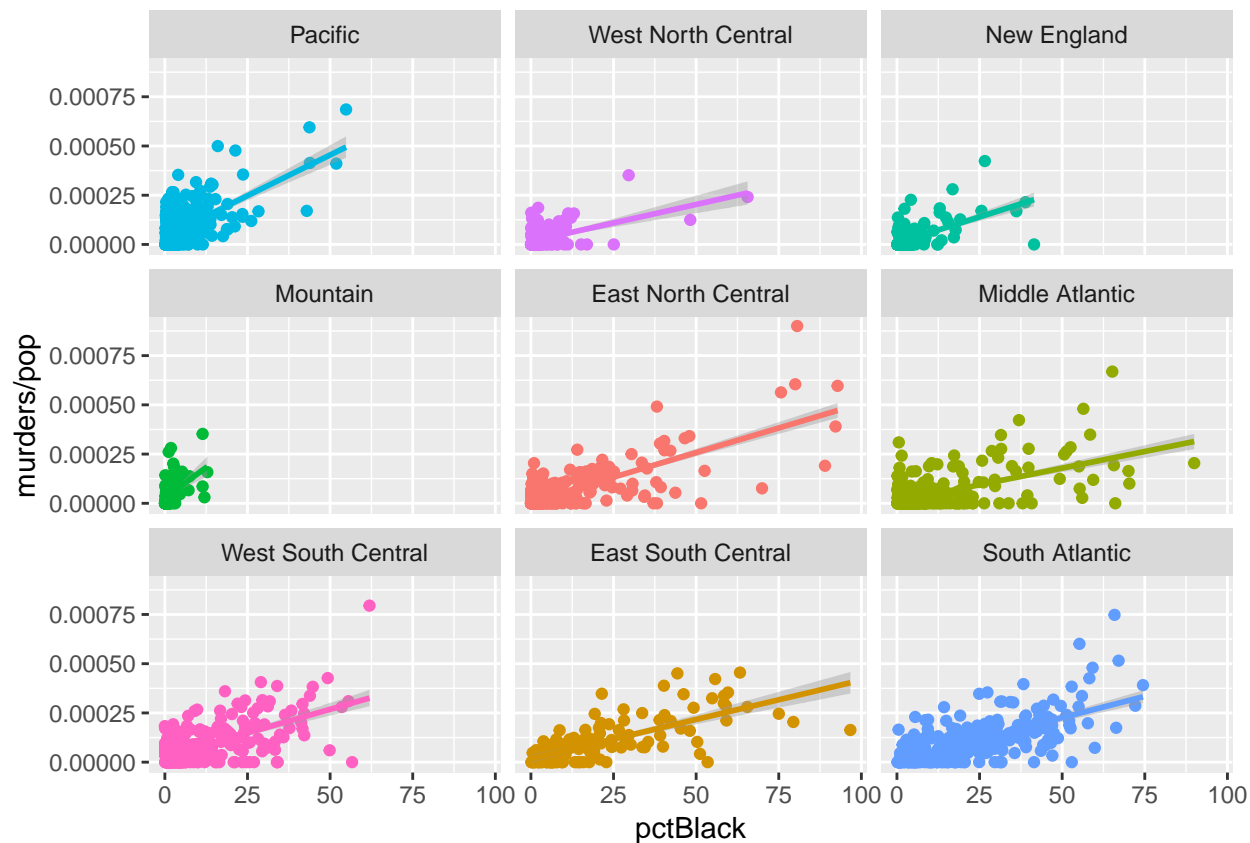 Pacific
West North Central
New England
0.00075
0.00050
0.00025
0.00000
Mountain
East North Central
Middle Atlantic
murders/pop
0.00075
0.00050
0.00025
0.00000
West South Central
East South Central
South Atlantic
0.00075
0.00050
0.00025
0.00000
0 25 50 75 100 0 25 50 75 100 0 25 50 75 100
pctBlack